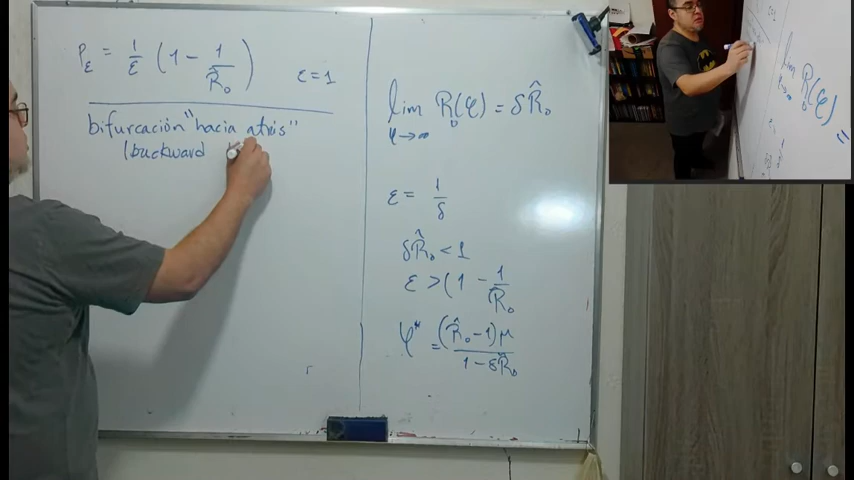 P_ε = 1/ε (1 - 1/R̂₀) ε=1
bifurcación "hacia atrás"
(backward
lim R₀(φ) = δR̂₀
φ→∞
ε = 1/δ
δR̂₀ < 1
ε > (1 - 1/R̂₀
φ* = (R̂₀-1)μ / 1-δR̂₀
lim R₀(φ) =